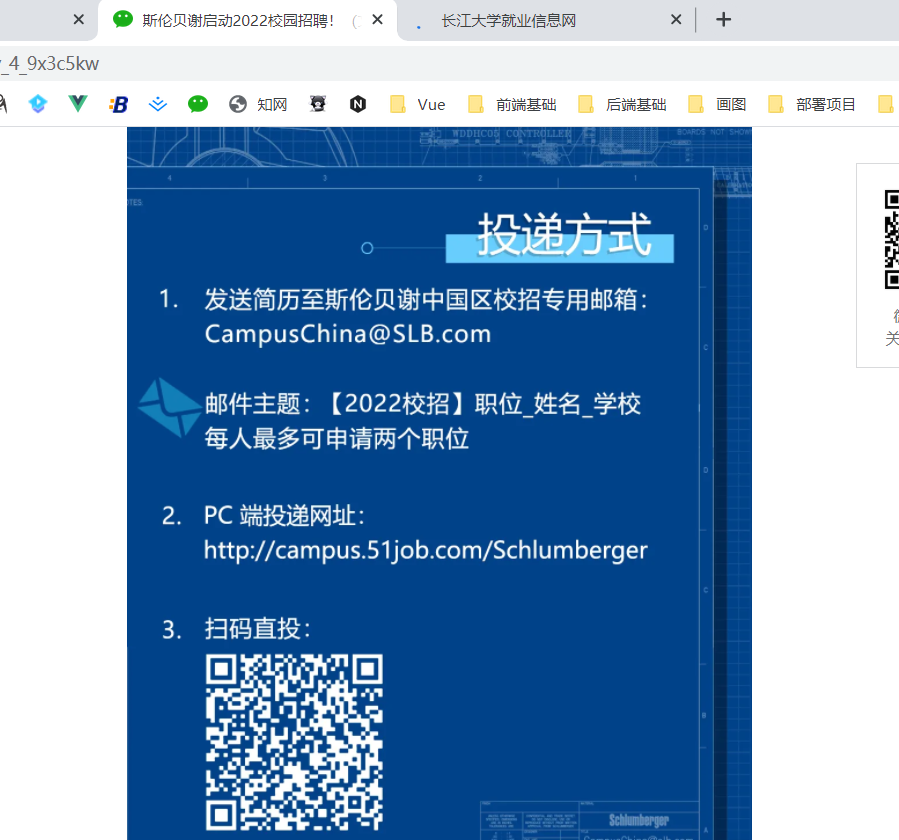 斯伦贝谢启动2022校园招聘！（
长江大学就业信息网
_4_9x3c5kw
知网
Vue
前端基础
后端基础
画图
部署项目
WDDHC05 CONTROLLER
4
3
2
1
投递方式
1. 发送简历至斯伦贝谢中国区校招专用邮箱：
CampusChina@SLB.com
邮件主题：【2022校招】职位_姓名_学校
每人最多可申请两个职位
2. PC 端投递网址：
http://campus.51job.com/Schlumberger
3. 扫码直投：
Schlumberger
CampusChina@slb.com